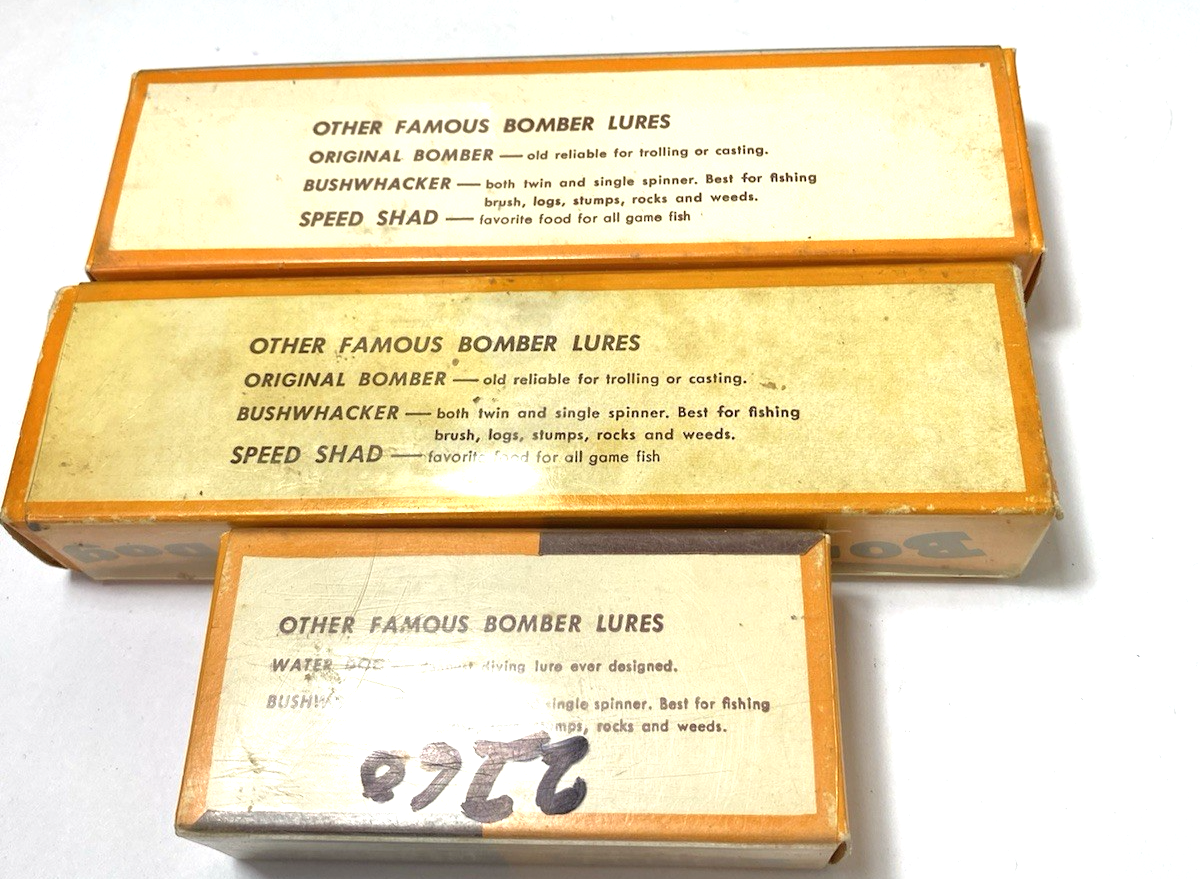 OTHER FAMOUS BOMBER LURES
ORIGINAL BOMBER — old reliable for trolling or casting.
BUSHWHACKER — both twin and single spinner. Best for fishing
brush, logs, stumps, rocks and weeds.
SPEED SHAD — favorite food for all game fish
OTHER FAMOUS BOMBER LURES
ORIGINAL BOMBER — old reliable for trolling or casting.
BUSHWHACKER — both twin and single spinner. Best for fishing
brush, logs, stumps, rocks and weeds.
SPEED SHAD — favorite food for all game fish
OTHER FAMOUS BOMBER LURES
WATER DOG — diving lure ever designed.
single spinner. Best for fishing
rocks and weeds.